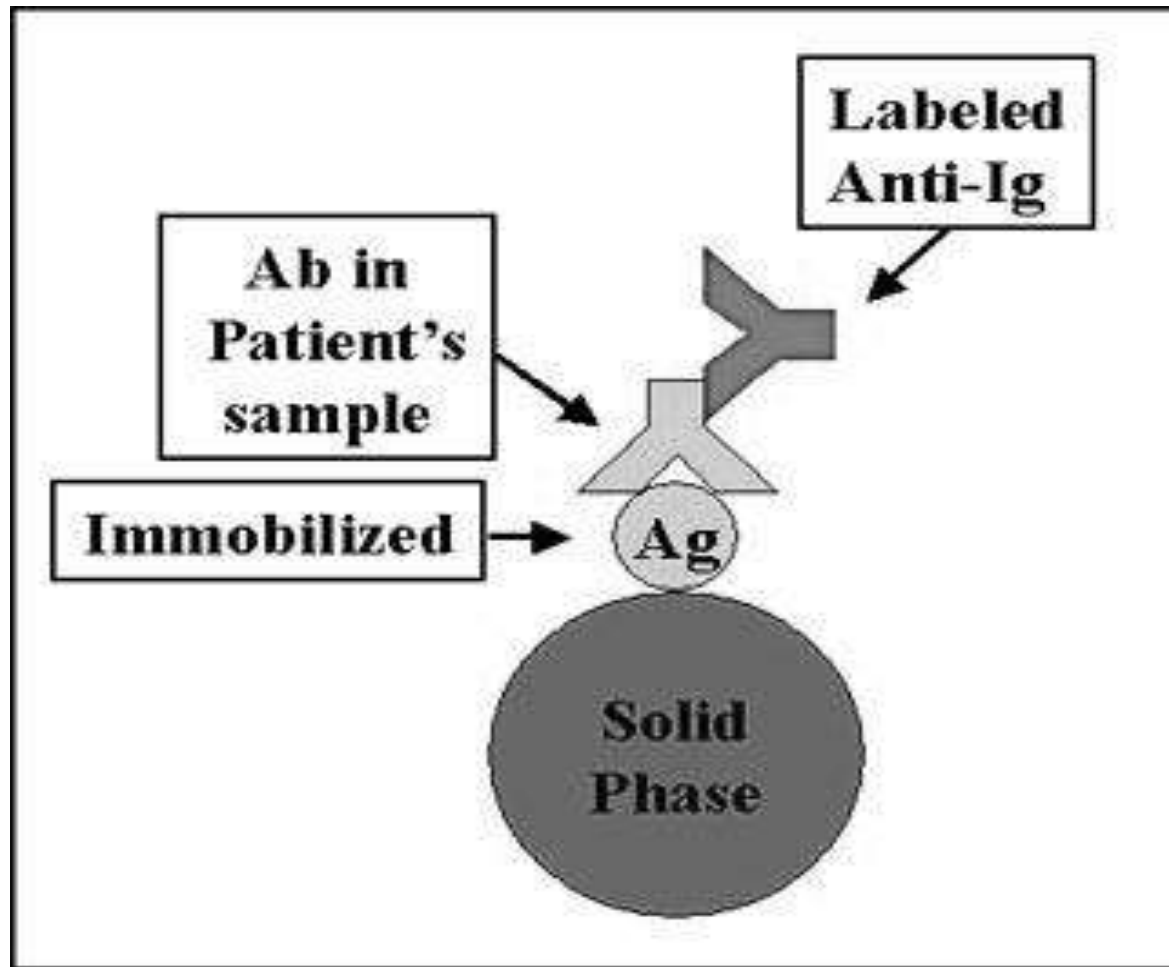 Labeled
Anti-Ig
Ab in
Patient’s
sample
Immobilized
Ag
Solid
Phase